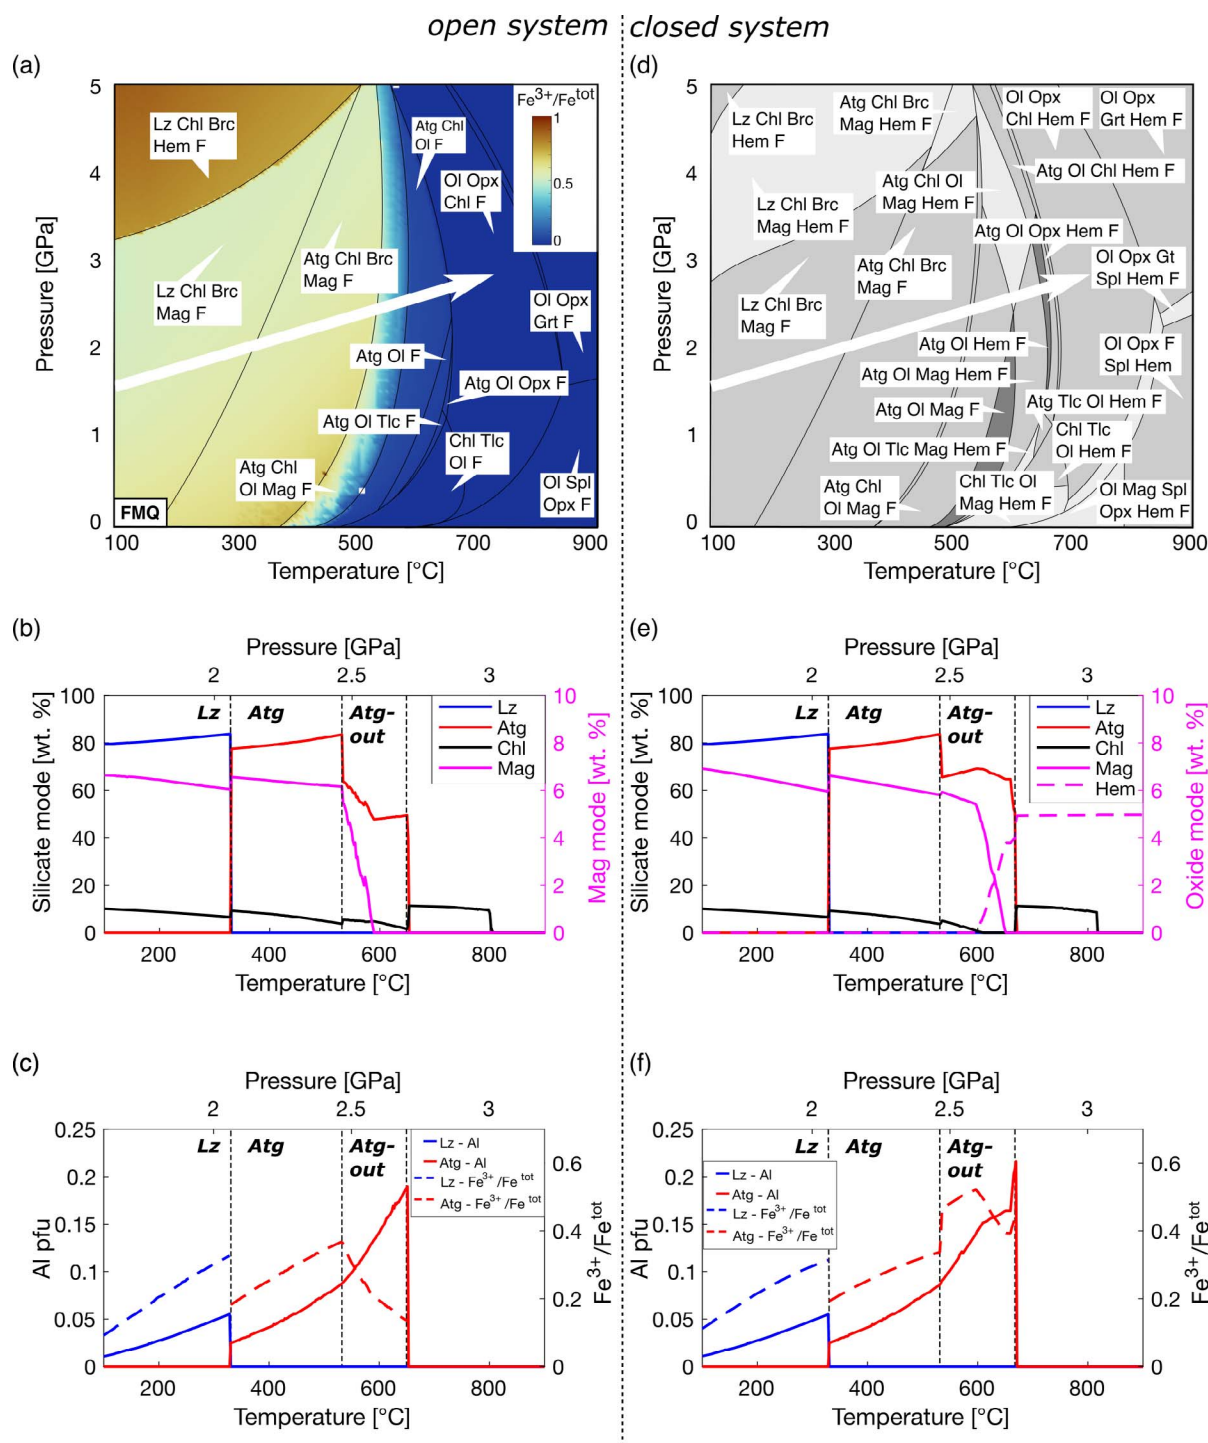 open system
closed system
(a)
Pressure [GPa]
5
4
3
2
1
0
Fe3+/Fetot
1
0.5
0
Lz Chl Brc
Hem F
Atg Chl
Ol F
Ol Opx
Chl F
Lz Chl Brc
Mag F
Atg Chl Brc
Mag F
Ol Opx
Grt F
Atg Ol F
Atg Ol Opx F
Atg Ol Tlc F
Chl Tlc
Ol F
Atg Chl
Ol Mag F
Ol Spl
Opx F
FMQ
100
300
500
700
900
Temperature [°C]
(d)
Pressure [GPa]
5
4
3
2
1
0
Lz Chl Brc
Hem F
Atg Chl Brc
Mag Hem F
Ol Opx
Chl Hem F
Ol Opx
Grt Hem F
Atg Ol Chl Hem F
Lz Chl Brc
Mag Hem F
Atg Chl Ol
Mag Hem F
Atg Ol Opx Hem F
Atg Chl Brc
Mag F
Ol Opx Gt
Spl Hem F
Lz Chl Brc
Mag F
Atg Ol Hem F
Ol Opx F
Spl Hem
Atg Ol Mag Hem F
Atg Ol Mag F
Atg Tlc Ol Hem F
Atg Ol Tlc Mag Hem F
Chl Tlc
Ol Hem F
Atg Chl
Ol Mag F
Chl Tlc Ol
Mag Hem F
Ol Mag Spl
Opx Hem F
100
300
500
700
900
Temperature [°C]
(b)
Pressure [GPa]
2
2.5
3
Silicate mode [wt. %]
100
80
60
40
20
0
Lz
Atg
Atg-
out
Lz
Atg
Chl
Mag
10
8
6
4
2
0
Mag mode [wt. %]
200
400
600
800
Temperature [°C]
(e)
Pressure [GPa]
2
2.5
3
Silicate mode [wt. %]
100
80
60
40
20
0
Lz
Atg
Atg-
out
Lz
Atg
Chl
Mag
Hem
10
8
6
4
2
0
Oxide mode [wt. %]
200
400
600
800
Temperature [°C]
(c)
Pressure [GPa]
2
2.5
3
Al pfu
0.25
0.2
0.15
0.1
0.05
0
Lz
Atg
Atg-
out
Lz - Al
Atg - Al
Lz - Fe3+/Fetot
Atg - Fe3+/Fetot
0.6
0.4
0.2
0
Fe3+/Fetot
200
400
600
800
Temperature [°C]
(f)
Pressure [GPa]
2
2.5
3
Al pfu
0.25
0.2
0.15
0.1
0.05
0
Lz
Atg
Atg-
out
Lz - Al
Atg - Al
Lz - Fe3+/Fetot
Atg - Fe3+/Fetot
0.6
0.4
0.2
0
Fe3+/Fetot
200
400
600
800
Temperature [°C]